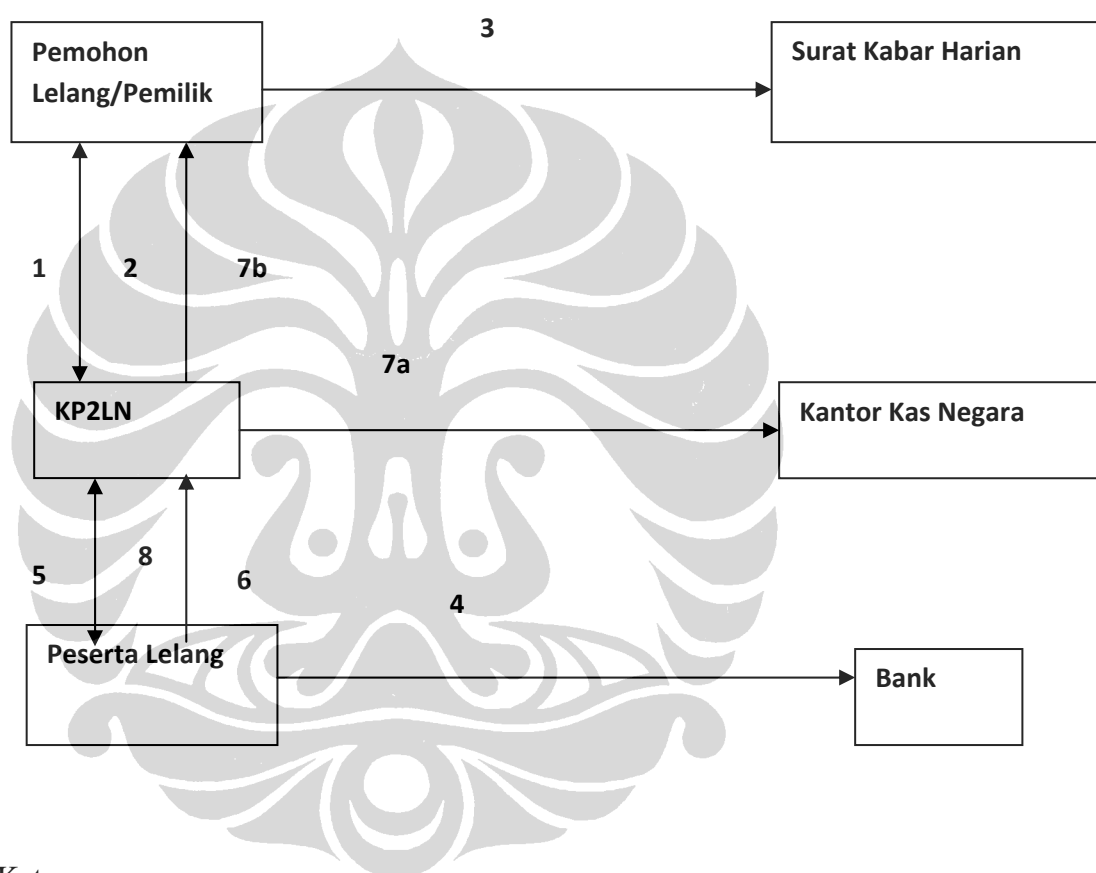 3
Pemohon
Lelang/Pemilik
Surat Kabar Harian
1
2
7b
7a
KP2LN
Kantor Kas Negara
5
8
6
4
Peserta Lelang
Bank